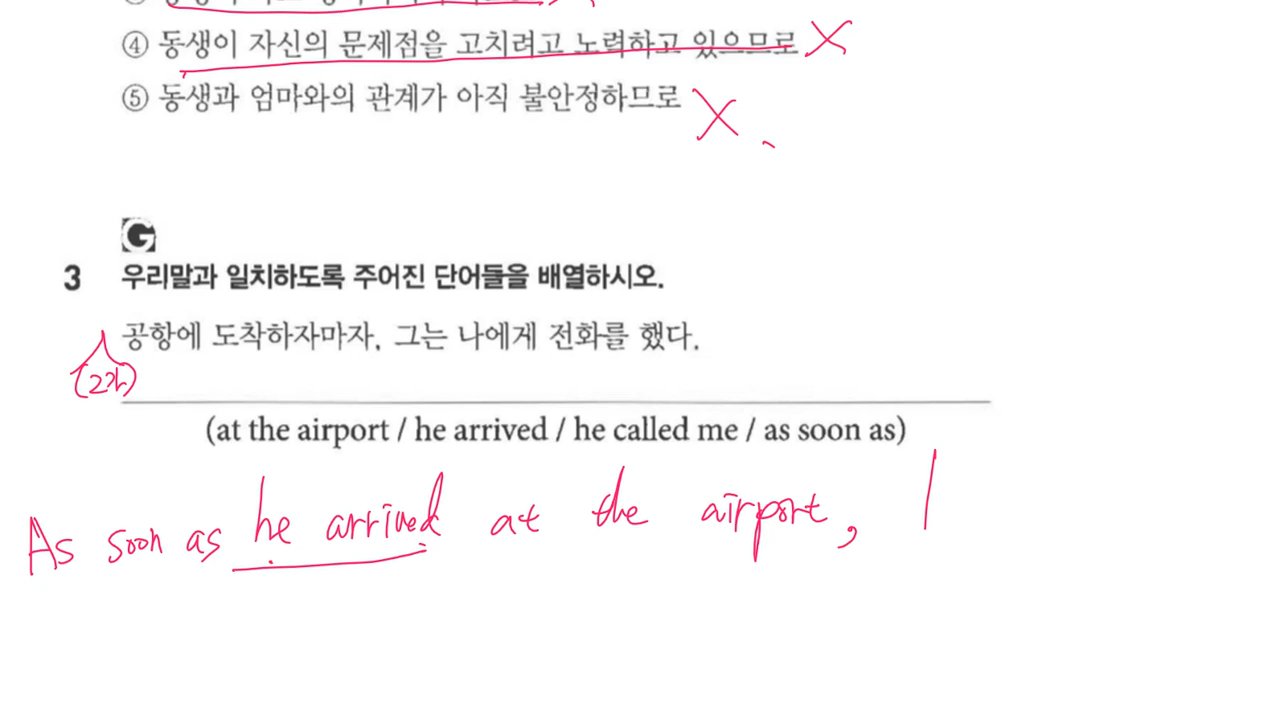 ④ 동생이 자신의 문제점을 고치려고 노력하고 있으므로 X
⑤ 동생과 엄마와의 관계가 아직 불안정하므로 X
G
3 우리말과 일치하도록 주어진 단어들을 배열하시오.
공항에 도착하자마자, 그는 나에게 전화를 했다.
(at the airport / he arrived / he called me / as soon as)
As soon as he arrived at the airport,